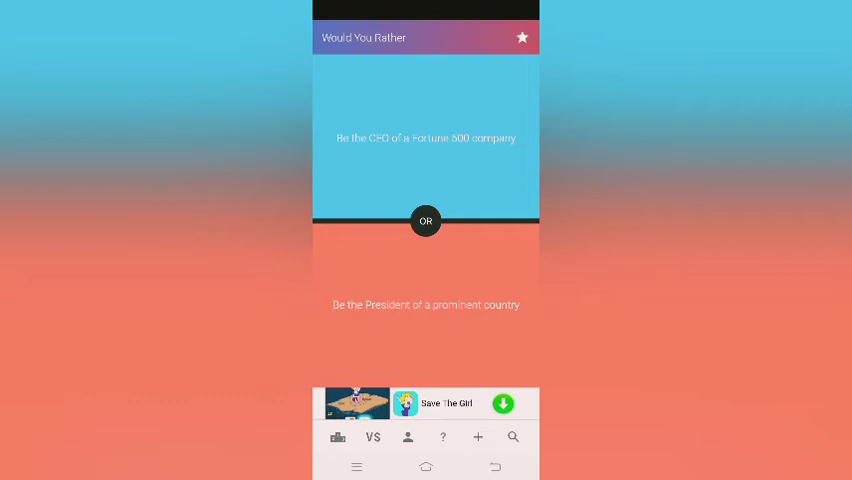 Would You Rather
Be the CEO of a Fortune 500 company
OR
Be the President of a prominent country
Save The Girl
VS
?
+